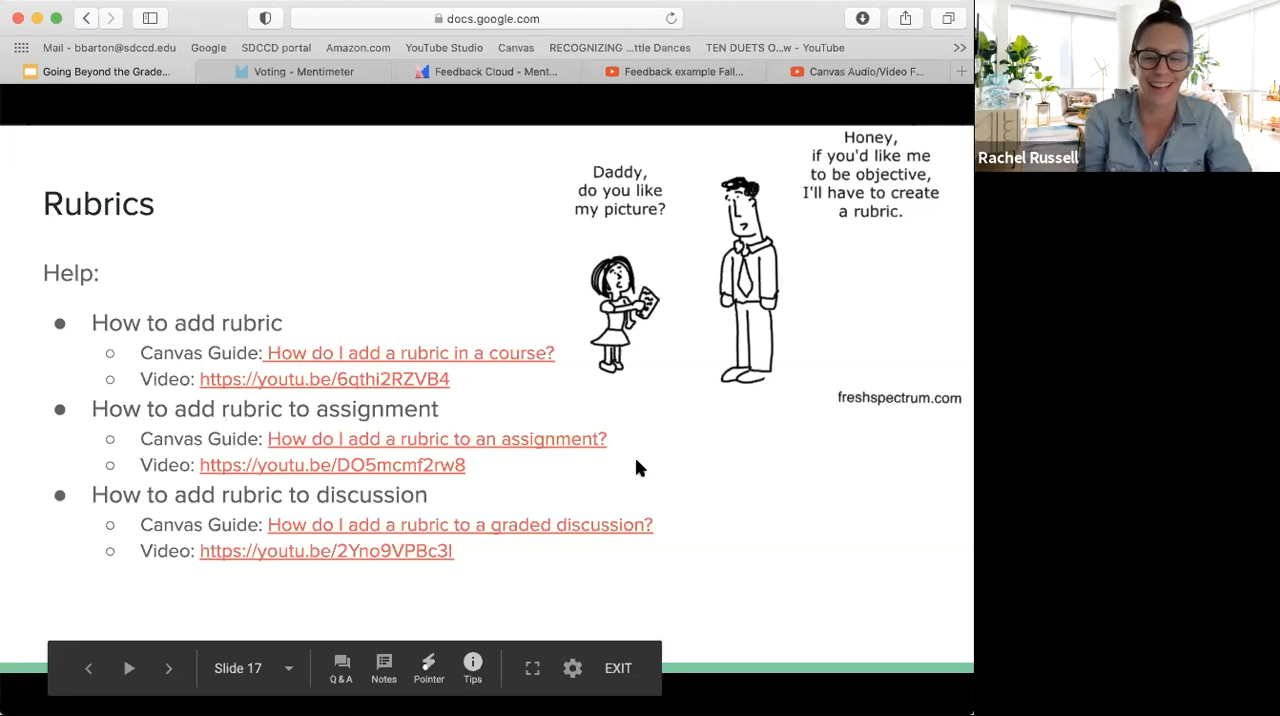 docs.google.com
Mail - bbarton@sdccd.edu Google SDCCD portal Amazon.com YouTube Studio Canvas RECOGNIZING ...ttle Dances TEN DUETS O...w - YouTube >>
Going Beyond the Grade... Voting - Mentimeter Feedback Cloud - Ment... Feedback example Fall... Canvas Audio/Video F...
Rachel Russell
Honey,
if you'd like me
to be objective,
I'll have to create
a rubric.
Daddy,
do you like
my picture?
freshspectrum.com
Rubrics
Help:
● How to add rubric
○ Canvas Guide: How do I add a rubric in a course?
○ Video: https://youtu.be/6qthi2RZVB4
● How to add rubric to assignment
○ Canvas Guide: How do I add a rubric to an assignment?
○ Video: https://youtu.be/DO5mcmf2rw8
● How to add rubric to discussion
○ Canvas Guide: How do I add a rubric to a graded discussion?
○ Video: https://youtu.be/2Yno9VPBc3I
Slide 17 Q & A Notes Pointer Tips EXIT